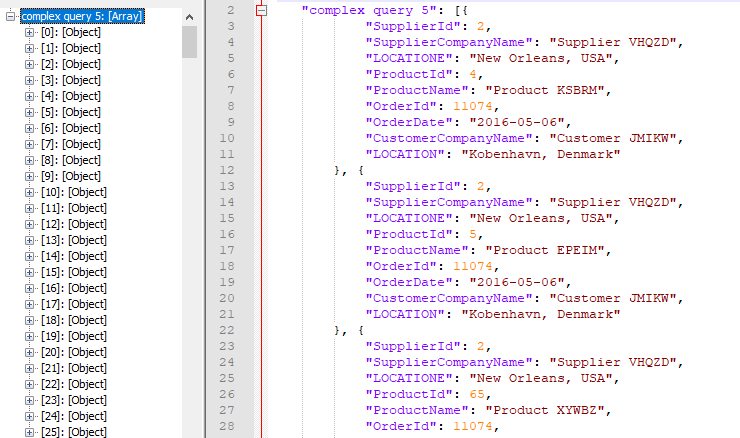 complex query 5: [Array]
[0]: [Object]
[1]: [Object]
[2]: [Object]
[3]: [Object]
[4]: [Object]
[5]: [Object]
[6]: [Object]
[7]: [Object]
[8]: [Object]
[9]: [Object]
[10]: [Object]
[11]: [Object]
[12]: [Object]
[13]: [Object]
[14]: [Object]
[15]: [Object]
[16]: [Object]
[17]: [Object]
[18]: [Object]
[19]: [Object]
[20]: [Object]
[21]: [Object]
[22]: [Object]
[23]: [Object]
[24]: [Object]
[25]: [Object]
2 "complex query 5": [{
3 "SupplierId": 2,
4 "SupplierCompanyName": "Supplier VHQZD",
5 "LOCATIONE": "New Orleans, USA",
6 "ProductId": 4,
7 "ProductName": "Product KSBRM",
8 "OrderId": 11074,
9 "OrderDate": "2016-05-06",
10 "CustomerCompanyName": "Customer JMIKW",
11 "LOCATION": "Kobenhavn, Denmark"
12 }, {
13 "SupplierId": 2,
14 "SupplierCompanyName": "Supplier VHQZD",
15 "LOCATIONE": "New Orleans, USA",
16 "ProductId": 5,
17 "ProductName": "Product EPEIM",
18 "OrderId": 11074,
19 "OrderDate": "2016-05-06",
20 "CustomerCompanyName": "Customer JMIKW",
21 "LOCATION": "Kobenhavn, Denmark"
22 }, {
23 "SupplierId": 2,
24 "SupplierCompanyName": "Supplier VHQZD",
25 "LOCATIONE": "New Orleans, USA",
26 "ProductId": 65,
27 "ProductName": "Product XYWBZ",
28 "OrderId": 11074,